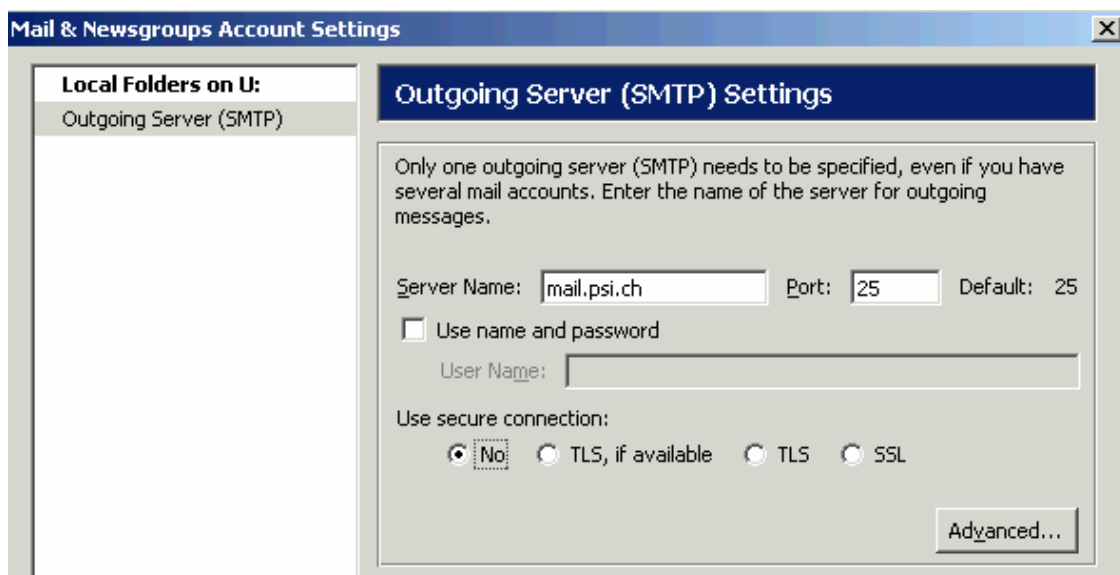 Mail & Newsgroups Account Settings
Local Folders on U:
Outgoing Server (SMTP)
Outgoing Server (SMTP) Settings
Only one outgoing server (SMTP) needs to be specified, even if you have
several mail accounts. Enter the name of the server for outgoing
messages.
Server Name: mail.psi.ch Port: 25 Default: 25
Use name and password
User Name:
Use secure connection:
No TLS, if available TLS SSL
Advanced...